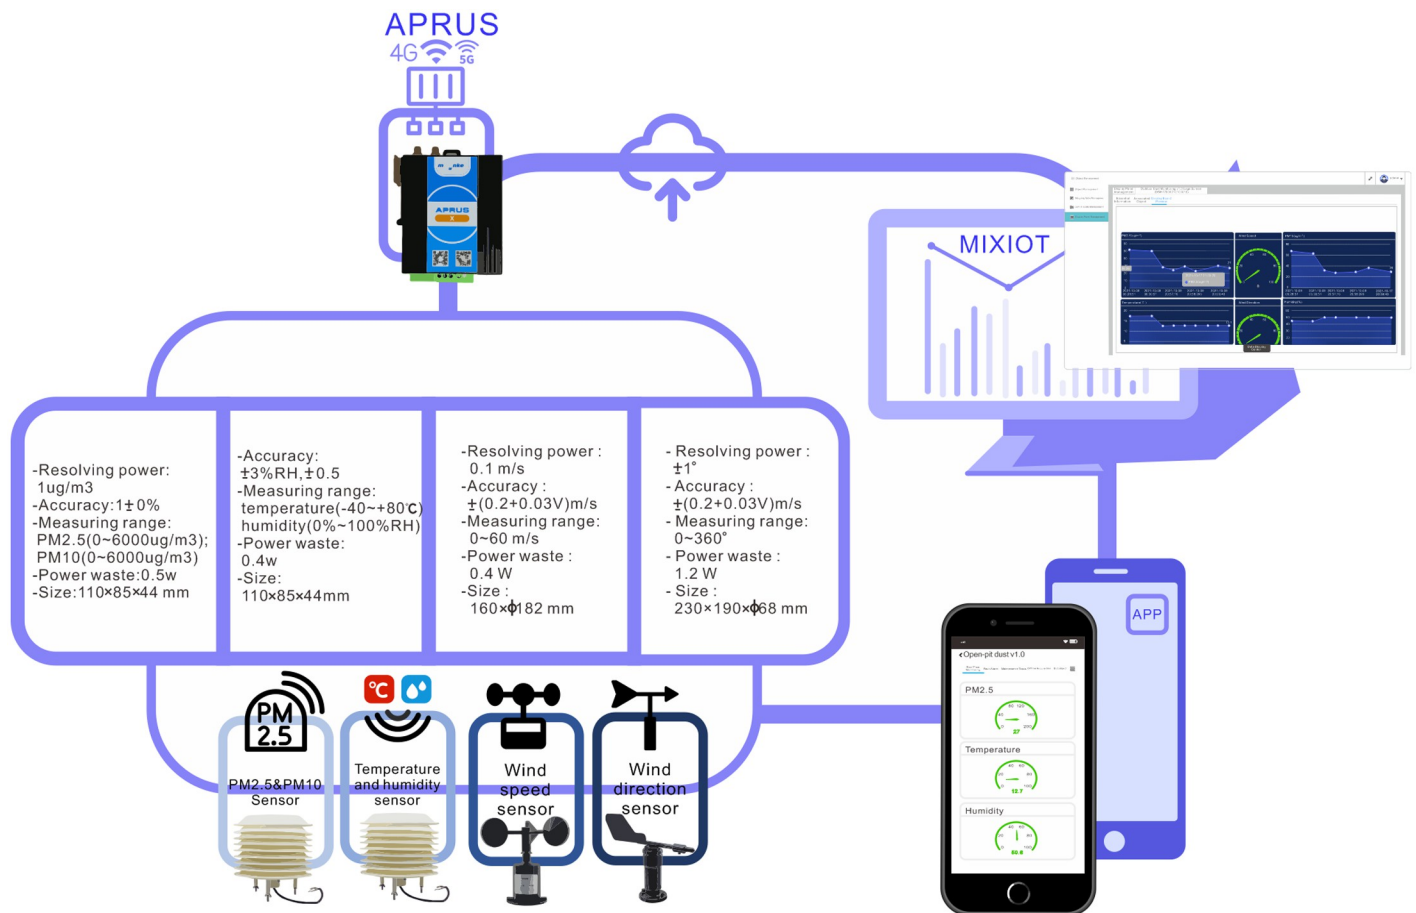 APRUS
4G
5G
APRUS
X
MIXIOT
-Resolving power:
1ug/m3
-Accuracy:1±0%
-Measuring range:
PM2.5(0~6000ug/m3);
PM10(0~6000ug/m3)
-Power waste:0.5w
-Size:110×85×44 mm
-Accuracy:
±3%RH,±0.5
-Measuring range:
temperature(-40~+80℃)
humidity(0%~100%RH)
-Power waste:
0.4w
-Size:
110×85×44mm
-Resolving power :
0.1 m/s
-Accuracy :
±(0.2+0.03V)m/s
-Measuring range:
0~60 m/s
-Power waste :
0.4 W
-Size :
160×ϕ182 mm
- Resolving power :
±1°
- Accuracy :
±(0.2+0.03V)m/s
- Measuring range:
0~360°
- Power waste :
1.2 W
- Size :
230×190×ϕ68 mm
PM
2.5
℃
PM2.5&PM10
Sensor
Temperature
and humidity
sensor
Wind
speed
sensor
Wind
direction
sensor
APP
Open-pit dust v1.0
PM2.5
27
Temperature
12.7
Humidity
50.6